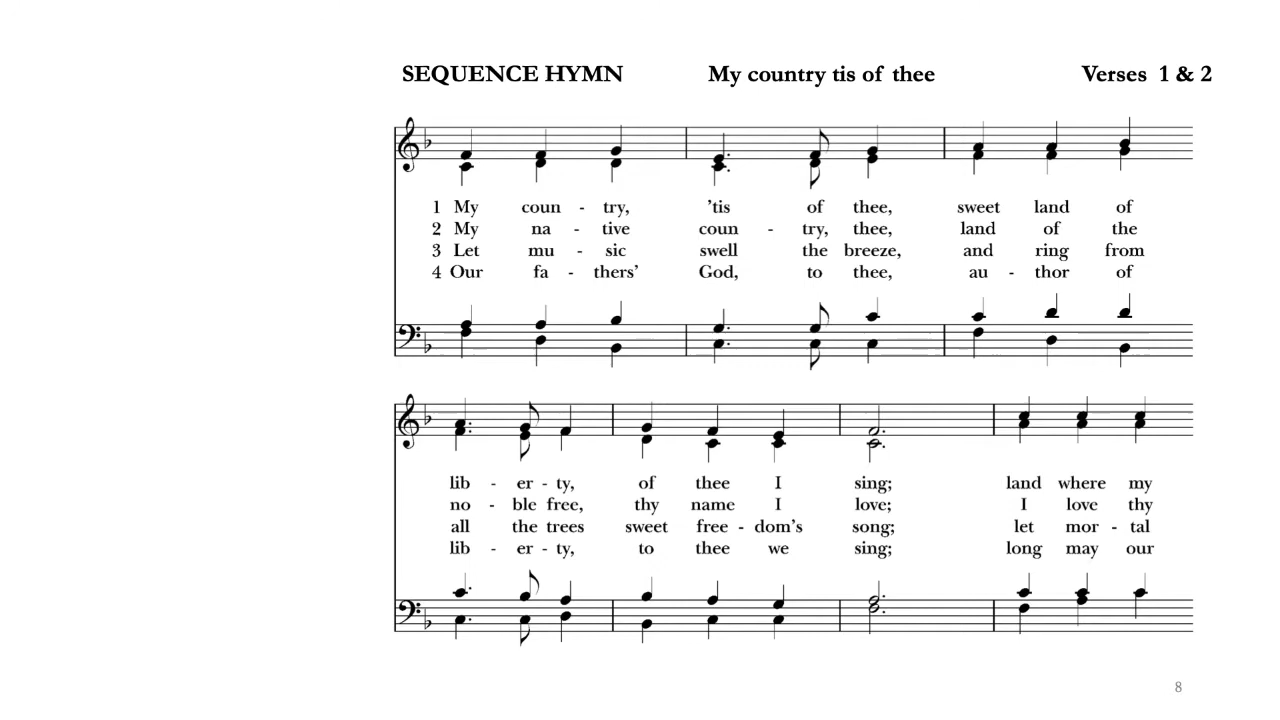 SEQUENCE HYMN My country tis of thee Verses 1 & 2
1 My coun - try, ’tis of thee, sweet land of
2 My na - tive coun - try, thee, land of the
3 Let mu - sic swell the breeze, and ring from
4 Our fa - thers’ God, to thee, au - thor of
lib - er - ty, of thee I sing; land where my
no - ble free, thy name I love; I love thy
all the trees sweet free - dom’s song; let mor - tal
lib - er - ty, to thee we sing; long may our
8